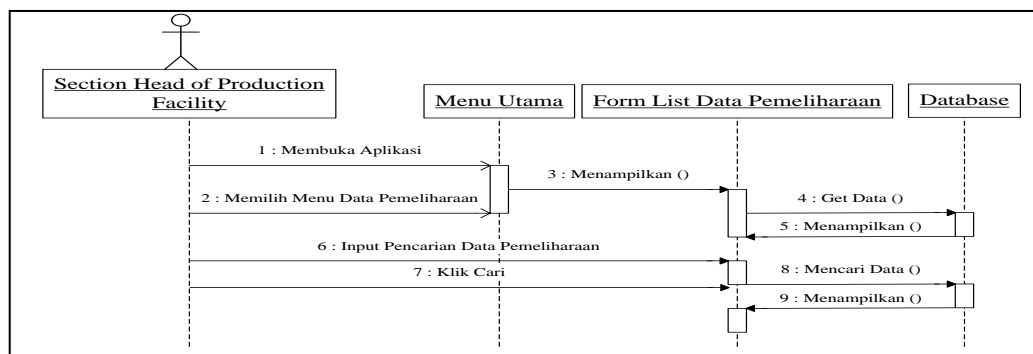 Section Head of Production
Facility
Menu Utama
Form List Data Pemeliharaan
Database
1 : Membuka Aplikasi
2 : Memilih Menu Data Pemeliharaan
3 : Menampilkan ()
4 : Get Data ()
5 : Menampilkan ()
6 : Input Pencarian Data Pemeliharaan
7 : Klik Cari
8 : Mencari Data ()
9 : Menampilkan ()